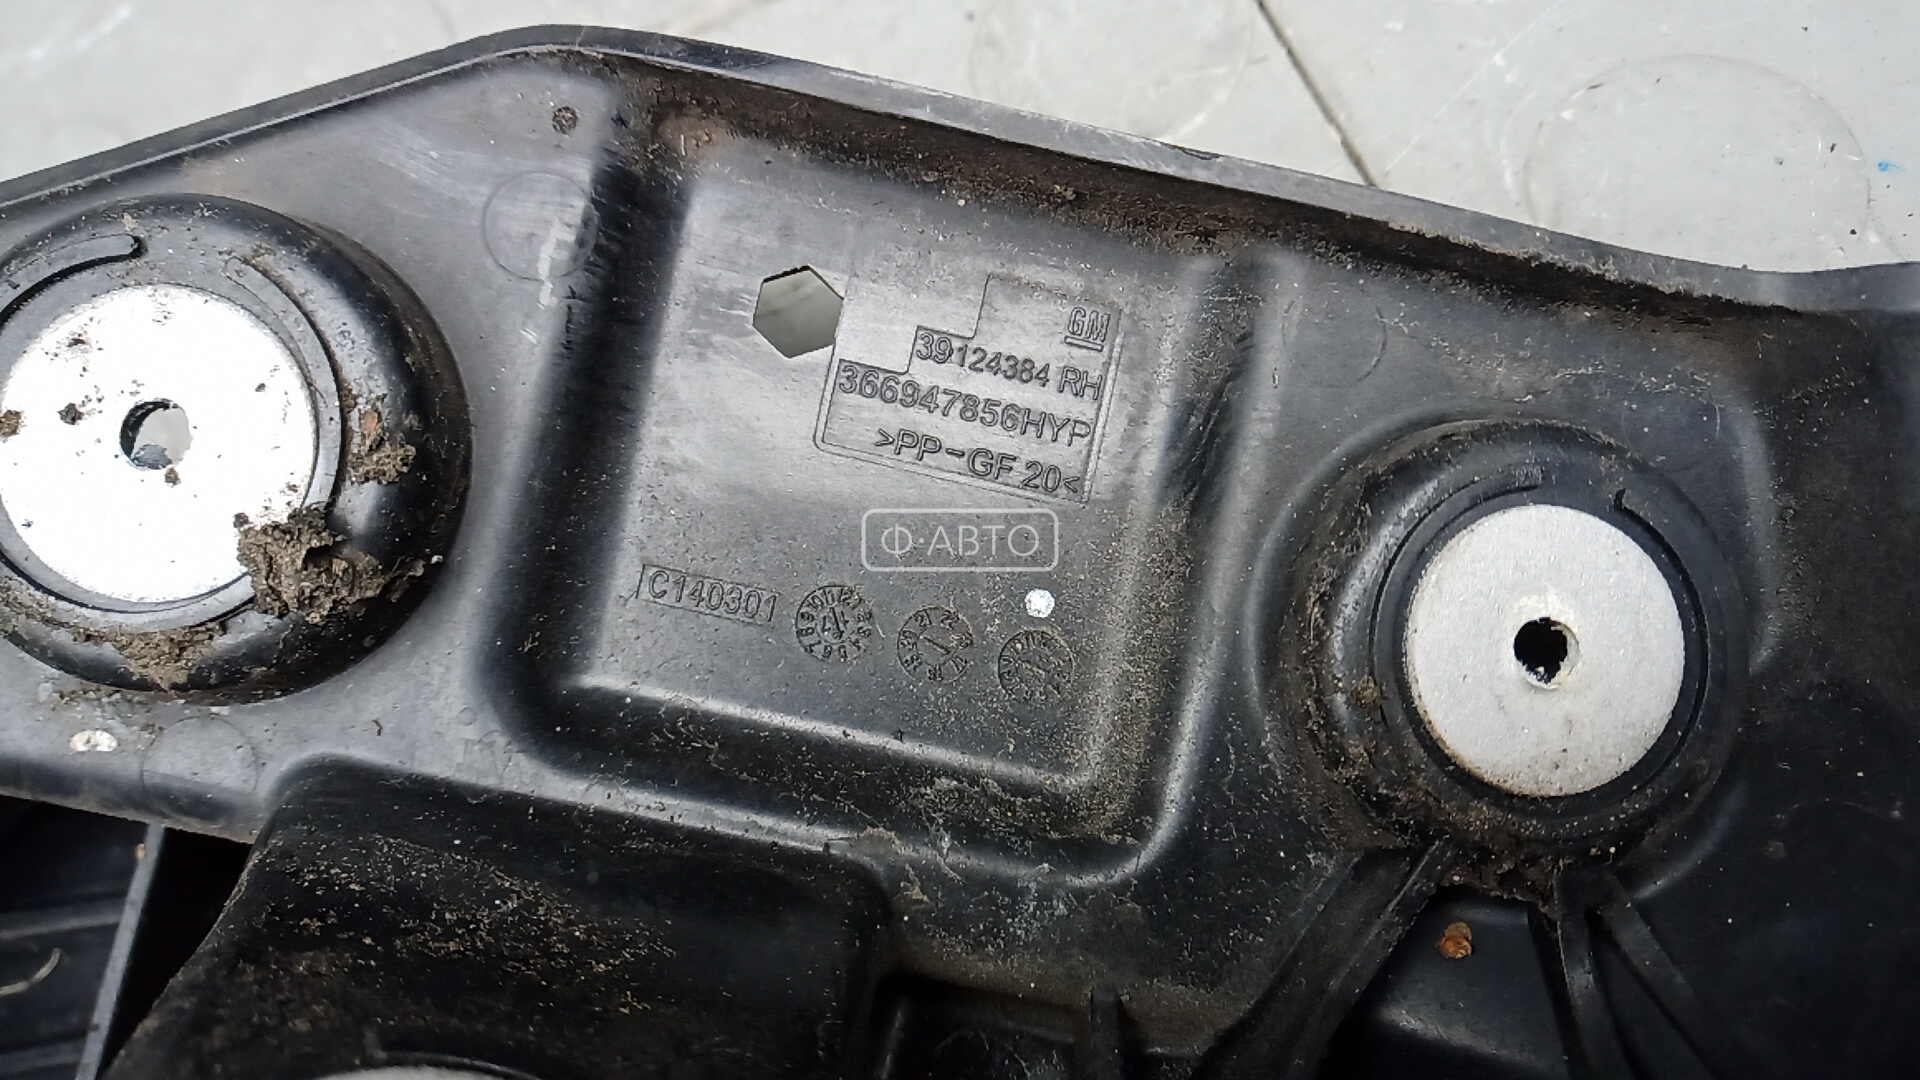 GM
39124384 RH
366947856HYP
>PP-GF 20<
Ф·АВТО
C140301